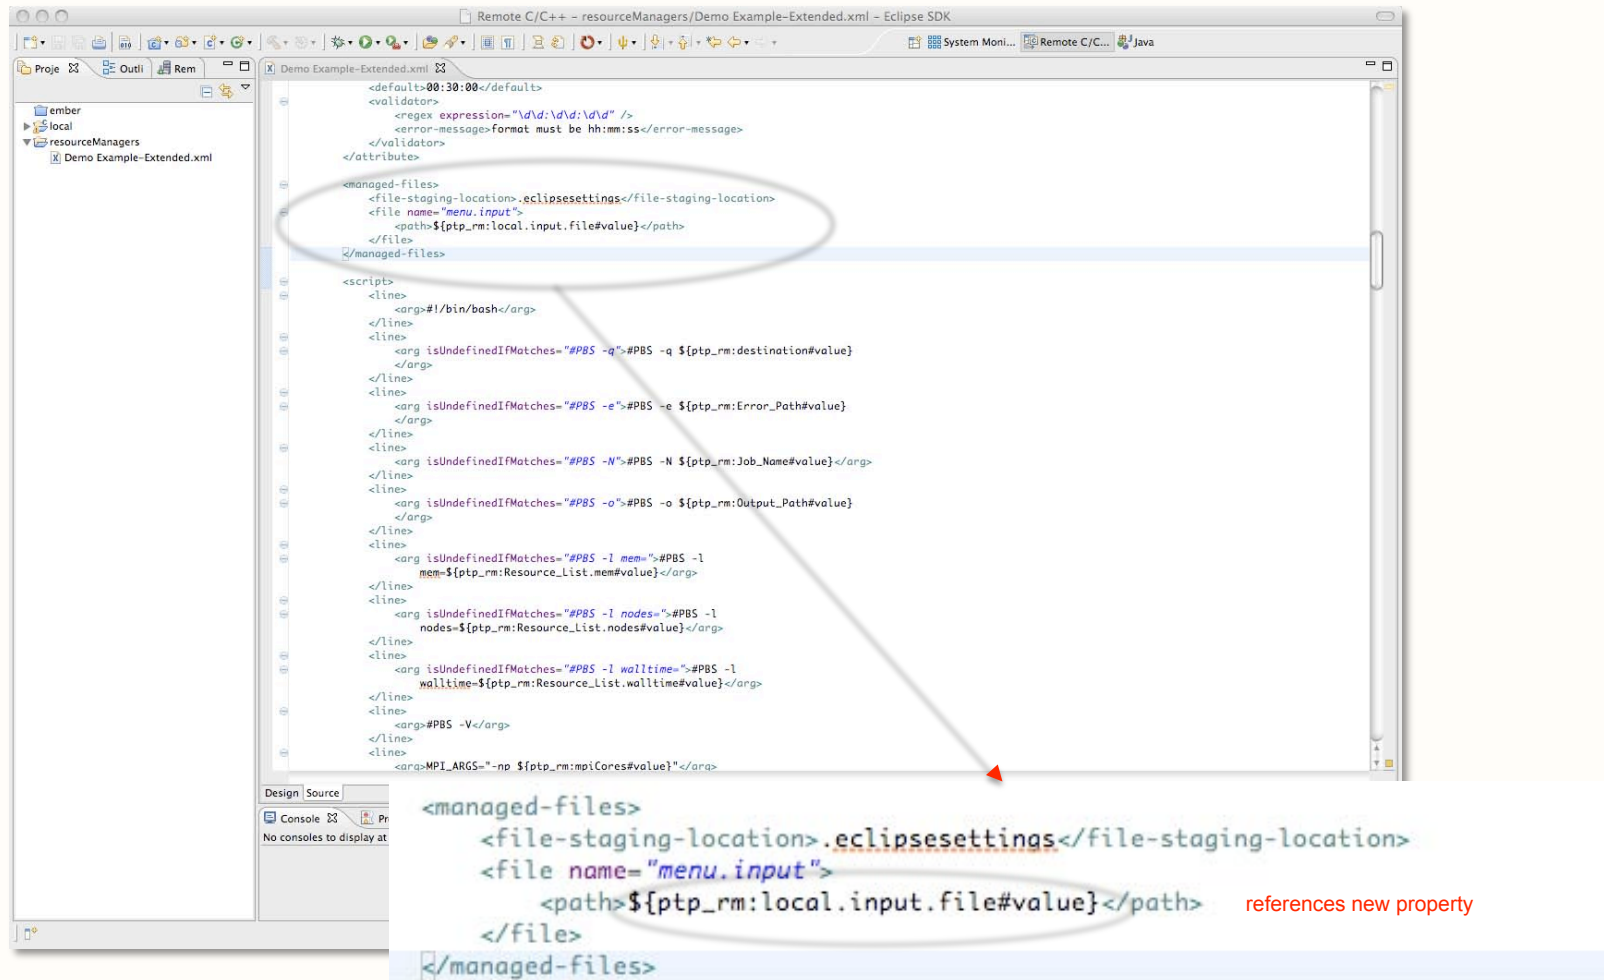 Remote C/C++ - resourceManagers/Demo Example-Extended.xml - Eclipse SDK
System Moni... Remote C/C... Java
Proje Outli Rem
Demo Example-Extended.xml
ember
local
resourceManagers
Demo Example-Extended.xml
<default>00:30:00</default>
<validator>
<regex expression="\d\d:\d\d:\d\d" />
<error-message>format must be hh:mm:ss</error-message>
</validator>
</attribute>
<managed-files>
<file-staging-location>.eclipsesettings</file-staging-location>
<file name="menu.input">
<path>${ptp_rm:local.input.file#value}</path>
</file>
</managed-files>
<script>
<line>
<arg>#!/bin/bash</arg>
</line>
<line>
<arg isUndefinedIfMatches="#PBS -q">#PBS -q ${ptp_rm:destination#value}
</arg>
</line>
<line>
<arg isUndefinedIfMatches="#PBS -e">#PBS -e ${ptp_rm:Error_Path#value}
</arg>
</line>
<line>
<arg isUndefinedIfMatches="#PBS -N">#PBS -N ${ptp_rm:Job_Name#value}</arg>
</line>
<line>
<arg isUndefinedIfMatches="#PBS -o">#PBS -o ${ptp_rm:Output_Path#value}
</arg>
</line>
<line>
<arg isUndefinedIfMatches="#PBS -l mem=">#PBS -l
mem=${ptp_rm:Resource_List.mem#value}</arg>
</line>
<line>
<arg isUndefinedIfMatches="#PBS -l nodes=">#PBS -l
nodes=${ptp_rm:Resource_List.nodes#value}</arg>
</line>
<line>
<arg isUndefinedIfMatches="#PBS -l walltime=">#PBS -l
walltime=${ptp_rm:Resource_List.walltime#value}</arg>
</line>
<line>
<arg>#PBS -V</arg>
</line>
<line>
<arg>MPI_ARGS="-np ${ptp_rm:mpiCores#value}"</arg>
Design Source
Console Pr
No consoles to display at
<managed-files>
<file-staging-location>.eclipsesettings</file-staging-location>
<file name="menu.input">
<path>${ptp_rm:local.input.file#value}</path>
references new property
</file>
</managed-files>